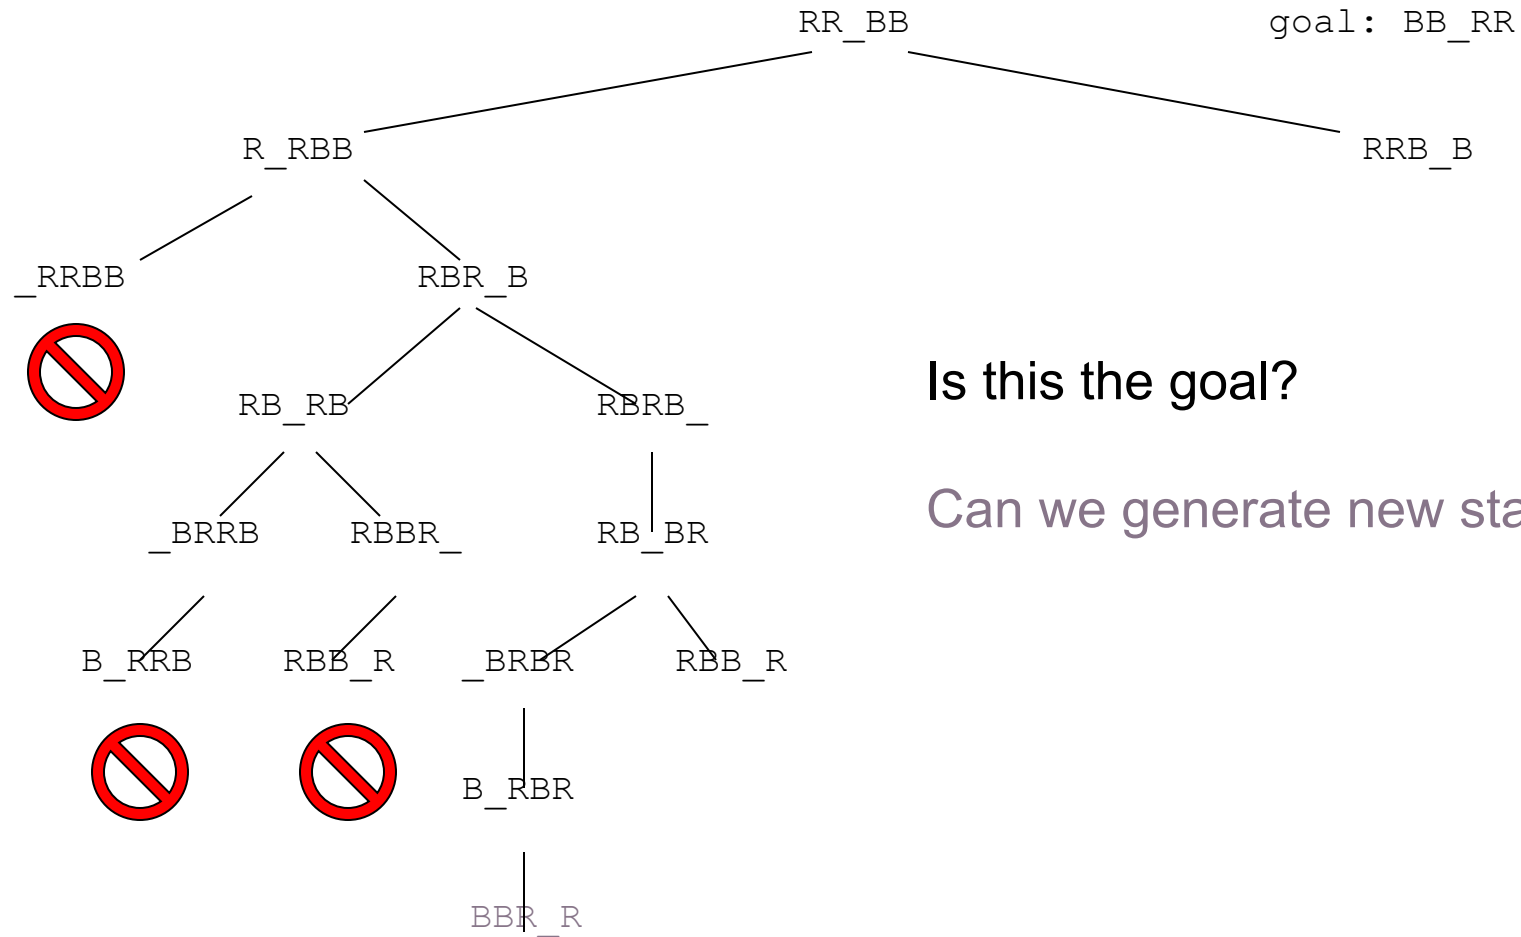 RR_BB goal: BB_RR
R_RBB RRB_B
_RRBB RBR_B
Is this the goal?
RB_RB RBRB_
Can we generate new sta
_BRRB RBBR_ RB_BR
B_RRB RBB_R _BRBR RBB_R
B_RBR
BBR_R